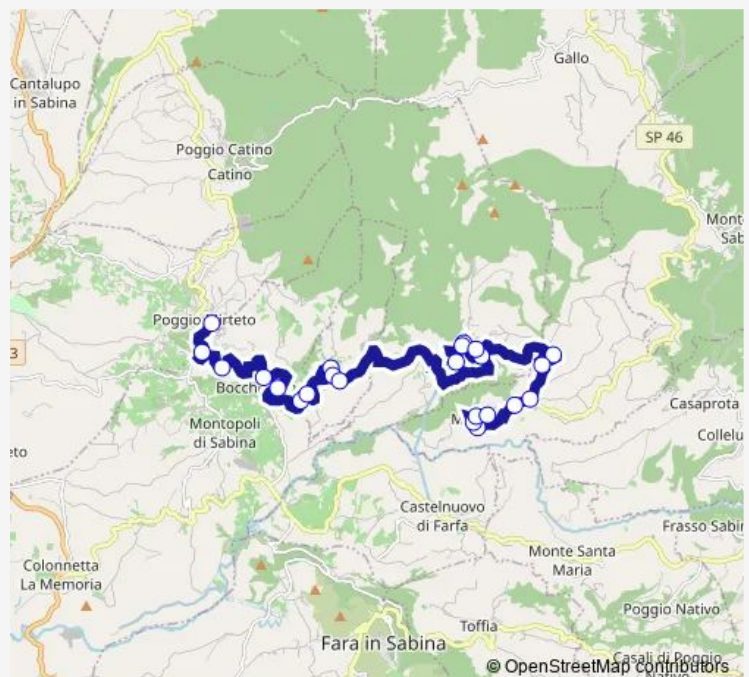 Gallo
Cantalupo
in Sabina
SP 46
Poggio Catino
Catino
Mont
Sab
Poggio Mirteto
3
Bocch
Casaprota
Montopoli
di Sabina
M
Collelu
eto
Castelnuovo
di Farfa
Frasso Sabin
Monte Santa
Maria
Colonnetta
La Memoria
Poggio Nativo
Toffia
Fara in Sabina
Casali di Poggio
Nativo
© OpenStreetMap contributors